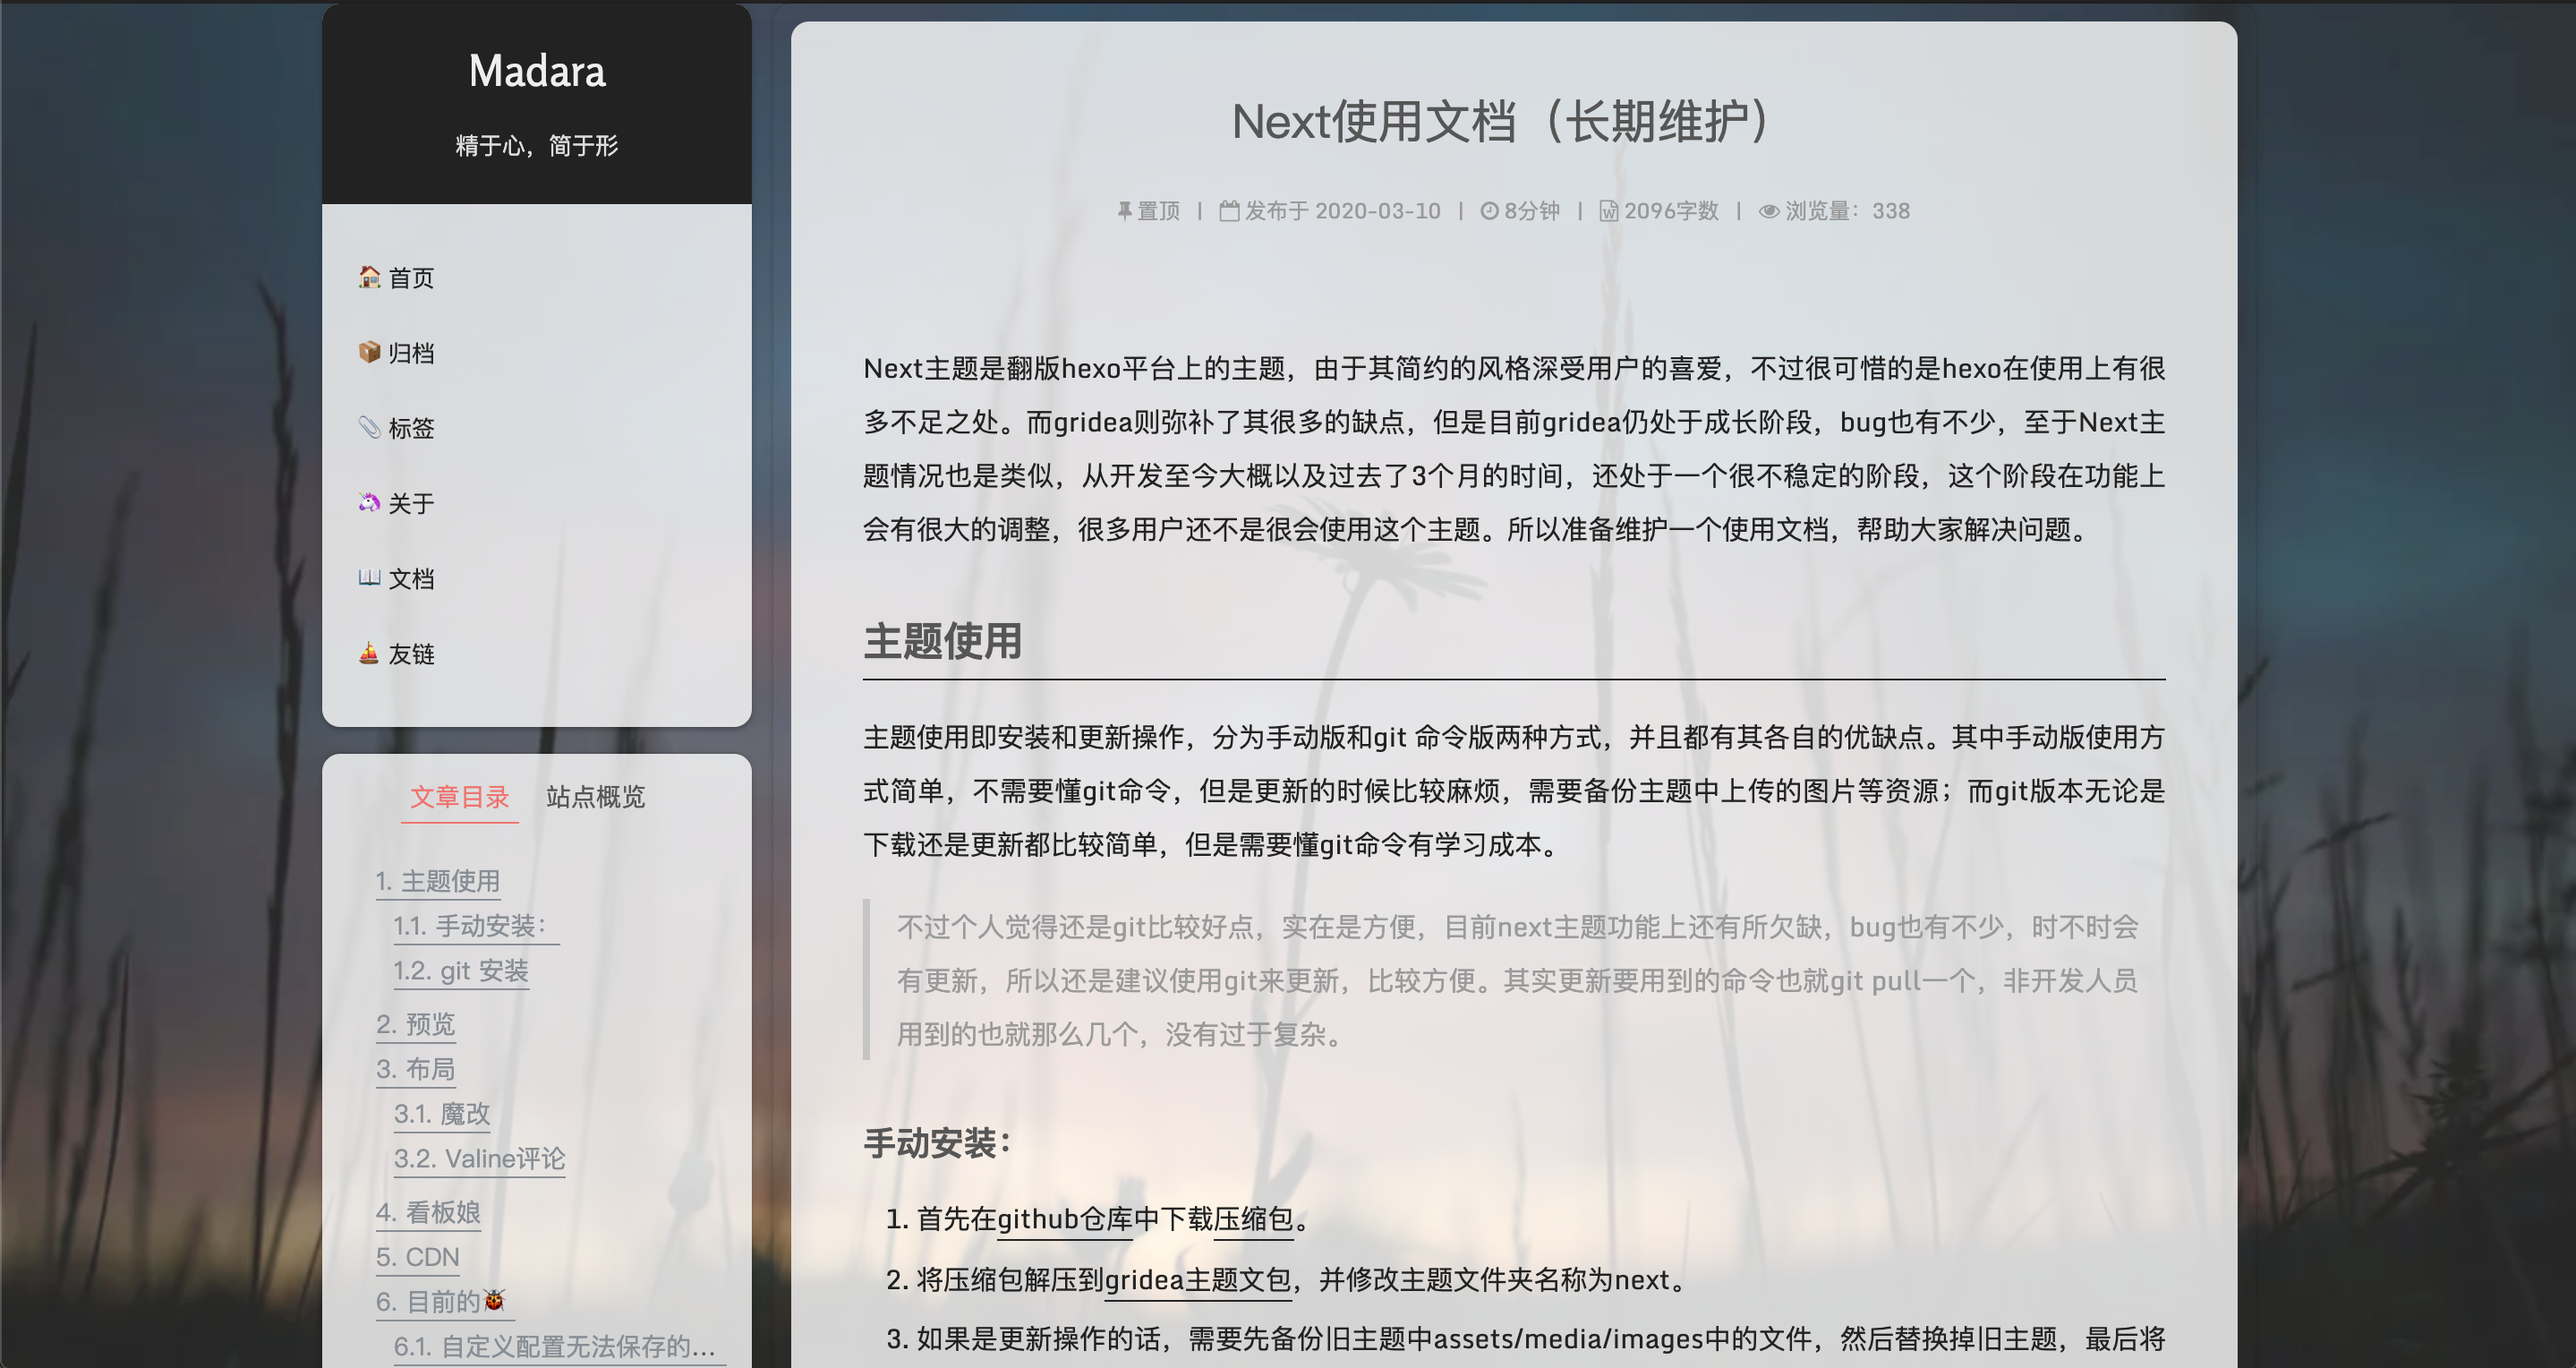 Madara
精于心，简于形
首页
归档
标签
关于
文档
友链
文章目录 站点概览
1. 主题使用
1.1. 手动安装：
1.2. git 安装
2. 预览
3. 布局
3.1. 魔改
3.2. Valine评论
4. 看板娘
5. CDN
6. 目前的🐞
6.1. 自定义配置无法保存的...
Next使用文档（长期维护）
置顶 | 发布于 2020-03-10 | 8分钟 | 2096字数 | 浏览量：338
Next主题是翻版hexo平台上的主题，由于其简约的风格深受用户的喜爱，不过很可惜的是hexo在使用上有很
多不足之处。而gridea则弥补了其很多的缺点，但是目前gridea仍处于成长阶段，bug也有不少，至于Next主
题情况也是类似，从开发至今大概以及过去了3个月的时间，还处于一个很不稳定的阶段，这个阶段在功能上
会有很大的调整，很多用户还不是很会使用这个主题。所以准备维护一个使用文档，帮助大家解决问题。
主题使用
主题使用即安装和更新操作，分为手动版和git 命令版两种方式，并且都有其各自的优缺点。其中手动版使用方
式简单，不需要懂git命令，但是更新的时候比较麻烦，需要备份主题中上传的图片等资源；而git版本无论是
下载还是更新都比较简单，但是需要懂git命令有学习成本。
不过个人觉得还是git比较好点，实在是方便，目前next主题功能上还有所欠缺，bug也有不少，时不时会
有更新，所以还是建议使用git来更新，比较方便。其实更新要用到的命令也就git pull一个，非开发人员
用到的也就那么几个，没有过于复杂。
手动安装：
1. 首先在github仓库中下载压缩包。
2. 将压缩包解压到gridea主题文包，并修改主题文件夹名称为next。
3. 如果是更新操作的话，需要先备份旧主题中assets/media/images中的文件，然后替换掉旧主题，最后将